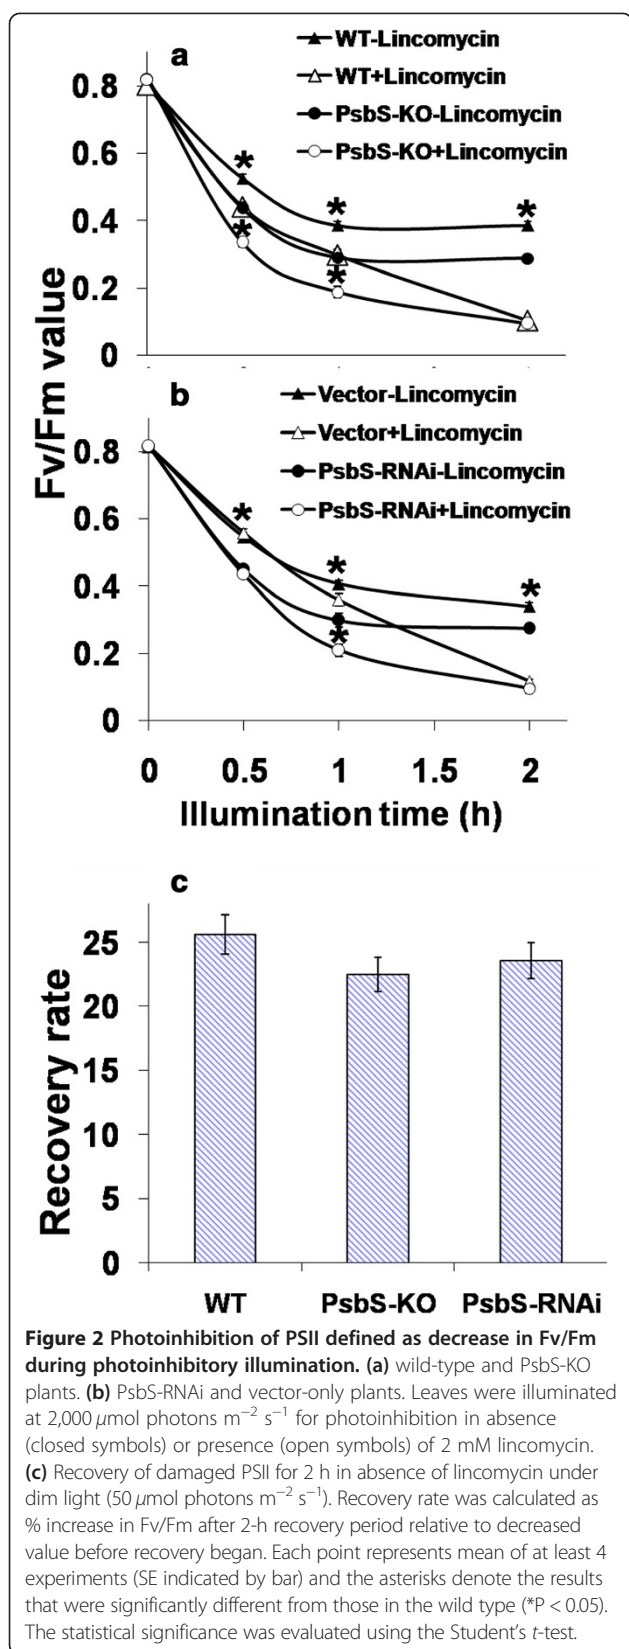 a
WT-Lincomycin
WT+Lincomycin
PsbS-KO-Lincomycin
PsbS-KO+Lincomycin
0.8
0.6
0.4
0.2
0
* * *
* *
Fv/Fm value
b
Vector-Lincomycin
Vector+Lincomycin
PsbS-RNAi-Lincomycin
PsbS-RNAi+Lincomycin
0.8
0.6
0.4
0.2
0
* * *
*
0 0.5 1 1.5 2
Illumination time (h)
c
Recovery rate
25
20
15
10
5
0
WT PsbS-KO PsbS-RNAi
Figure 2 Photoinhibition of PSII defined as decrease in Fv/Fm
during photoinhibitory illumination. (a) wild-type and PsbS-KO
plants. (b) PsbS-RNAi and vector-only plants. Leaves were illuminated
at 2,000 μmol photons m⁻² s⁻¹ for photoinhibition in absence
(closed symbols) or presence (open symbols) of 2 mM lincomycin.
(c) Recovery of damaged PSII for 2 h in absence of lincomycin under
dim light (50 μmol photons m⁻² s⁻¹). Recovery rate was calculated as
% increase in Fv/Fm after 2-h recovery period relative to decreased
value before recovery began. Each point represents mean of at least 4
experiments (SE indicated by bar) and the asterisks denote the results
that were significantly different from those in the wild type (*P < 0.05).
The statistical significance was evaluated using the Student's t-test.